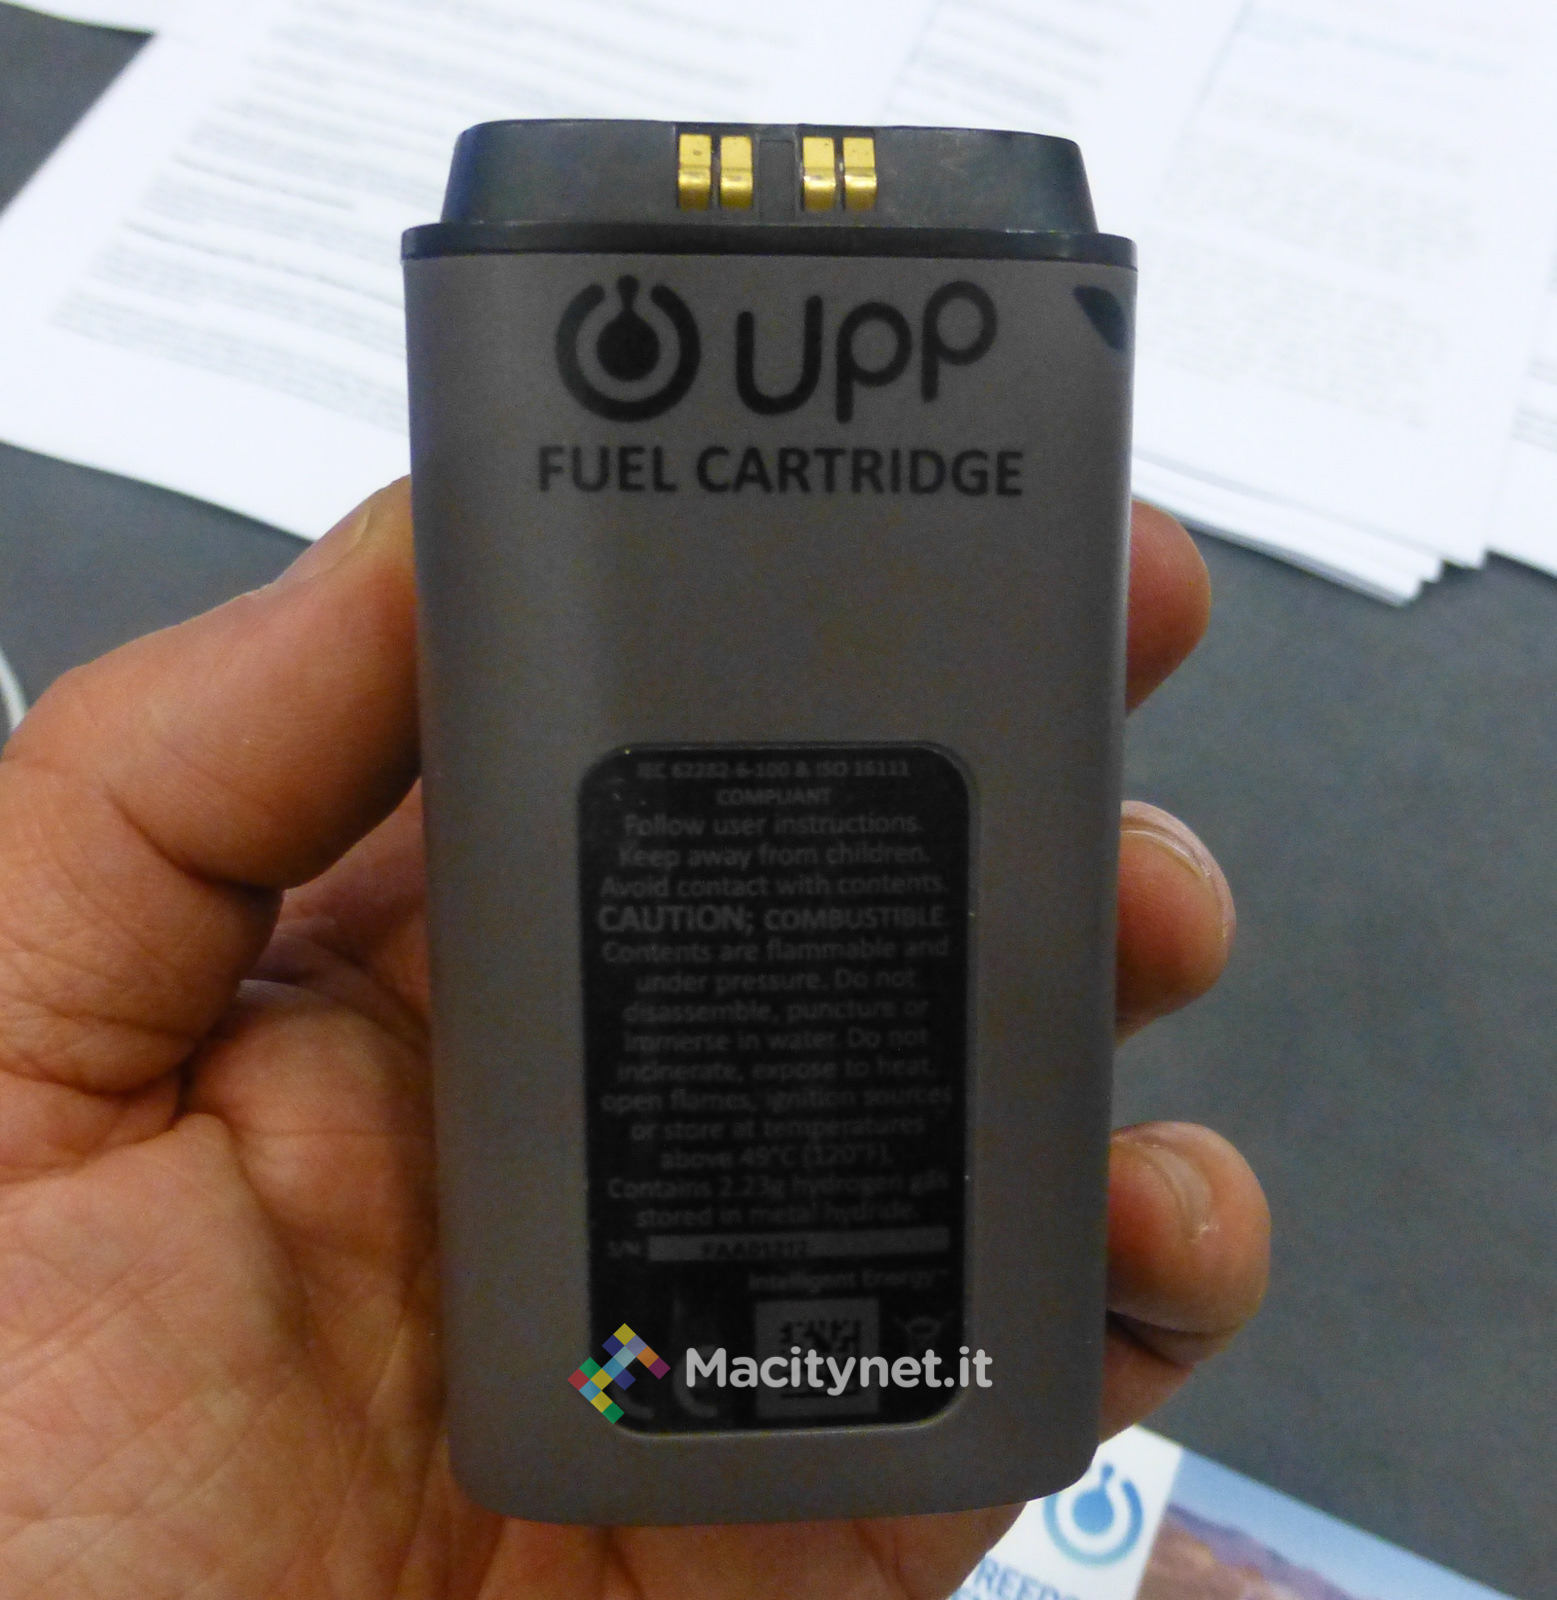 upp
FUEL CARTRIDGE
IEC 62282-6-100 & ISO 16111
COMPLIANT
Follow user instructions.
Keep away from children.
Avoid contact with contents.
CAUTION; COMBUSTIBLE.
Contents are flammable and
under pressure. Do not
disassemble, puncture or
immerse in water. Do not
incinerate, expose to heat,
open flames, ignition sources
or store at temperatures
above 49°C (120°F).
Contains 2.23g hydrogen gas
stored in metal hydride.
S/N
Intelligent Energy™
Macitynet.it